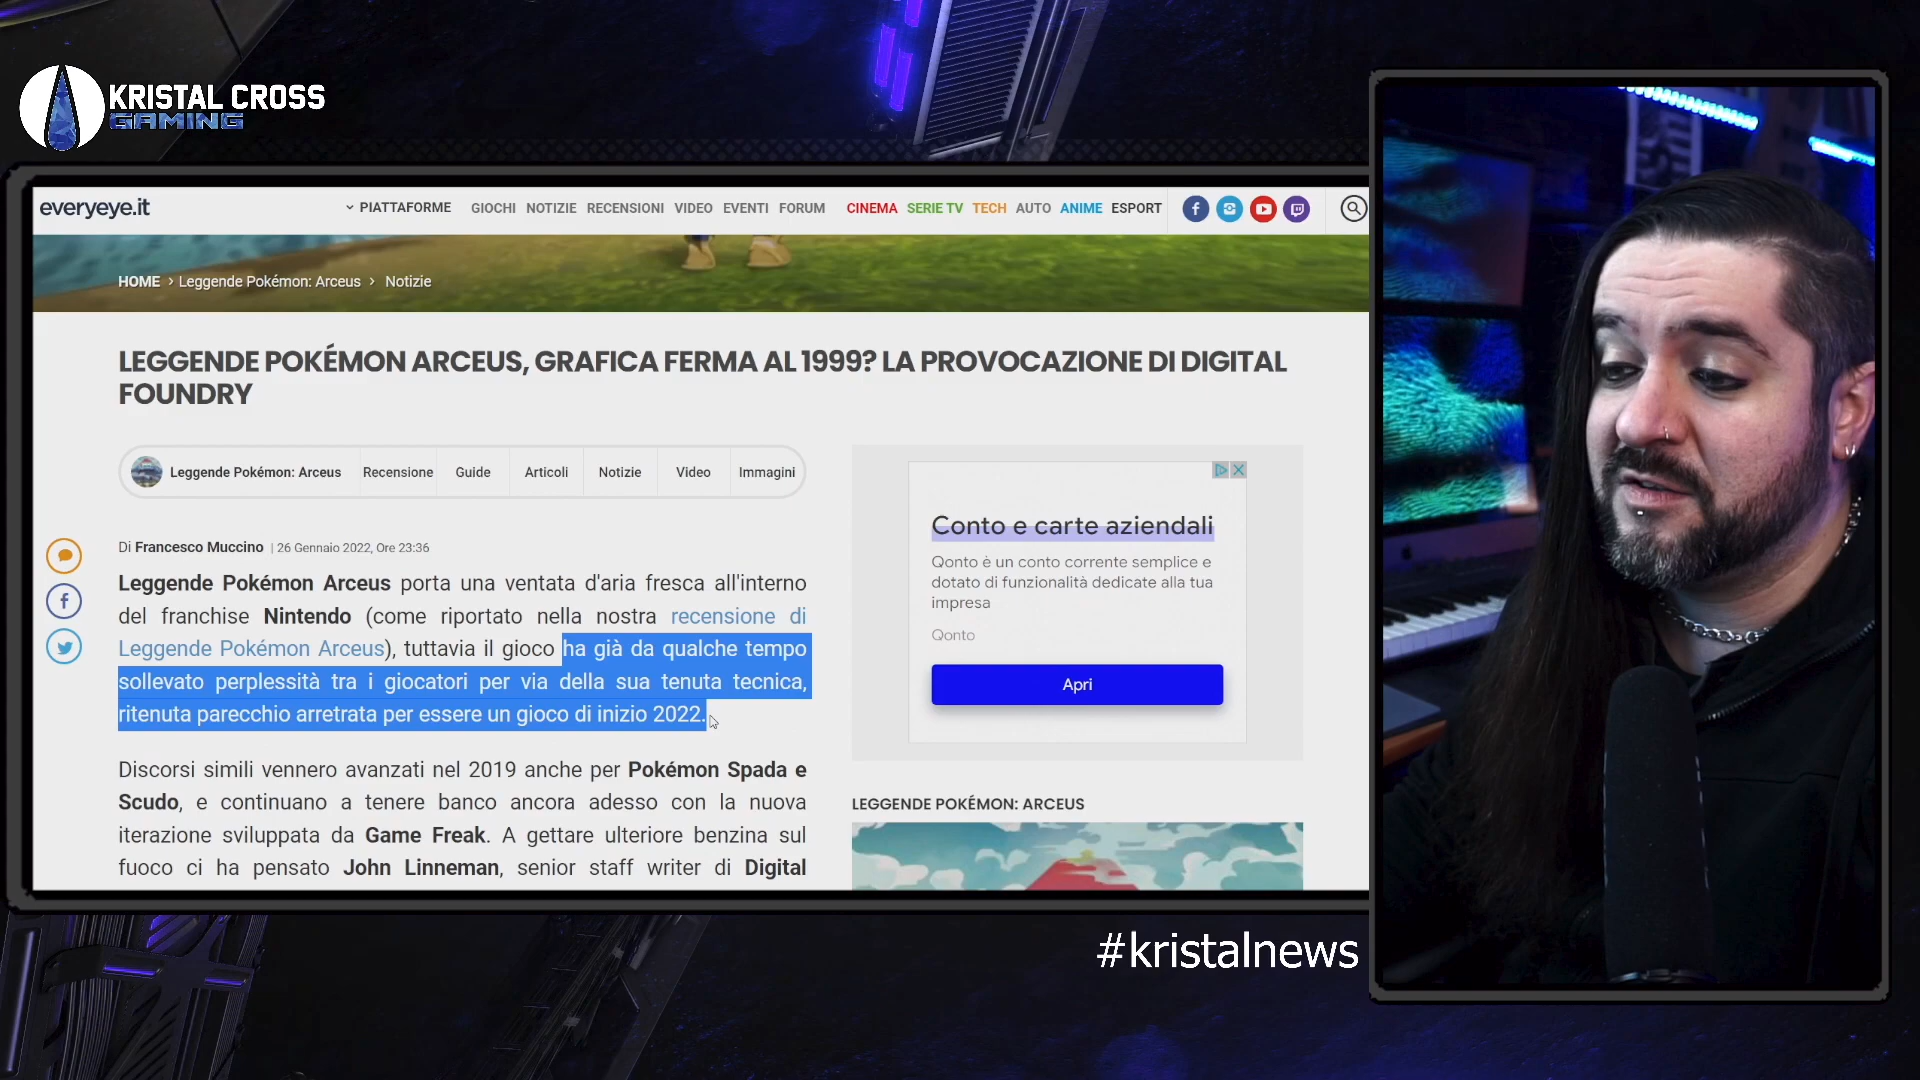 KRISTAL CROSS
GAMING
everyeye.it
PIATTAFORME GIOCHI NOTIZIE RECENSIONI VIDEO EVENTI FORUM CINEMA SERIE TV TECH AUTO ANIME ESPORT
HOME > Leggende Pokémon: Arceus > Notizie
LEGGENDE POKÉMON ARCEUS, GRAFICA FERMA AL 1999? LA PROVOCAZIONE DI DIGITAL
FOUNDRY
Leggende Pokémon: Arceus Recensione Guide Articoli Notizie Video Immagini
Di Francesco Muccino | 26 Gennaio 2022, Ore 23:36
Leggende Pokémon Arceus porta una ventata d'aria fresca all'interno
del franchise Nintendo (come riportato nella nostra recensione di
Leggende Pokémon Arceus), tuttavia il gioco ha già da qualche tempo
sollevato perplessità tra i giocatori per via della sua tenuta tecnica,
ritenuta parecchio arretrata per essere un gioco di inizio 2022.
Discorsi simili vennero avanzati nel 2019 anche per Pokémon Spada e
Scudo, e continuano a tenere banco ancora adesso con la nuova
iterazione sviluppata da Game Freak. A gettare ulteriore benzina sul
fuoco ci ha pensato John Linneman, senior staff writer di Digital
Conto e carte aziendali
Qonto è un conto corrente semplice e
dotato di funzionalità dedicate alla tua
impresa
Qonto
Apri
LEGGENDE POKÉMON: ARCEUS
#kristalnews